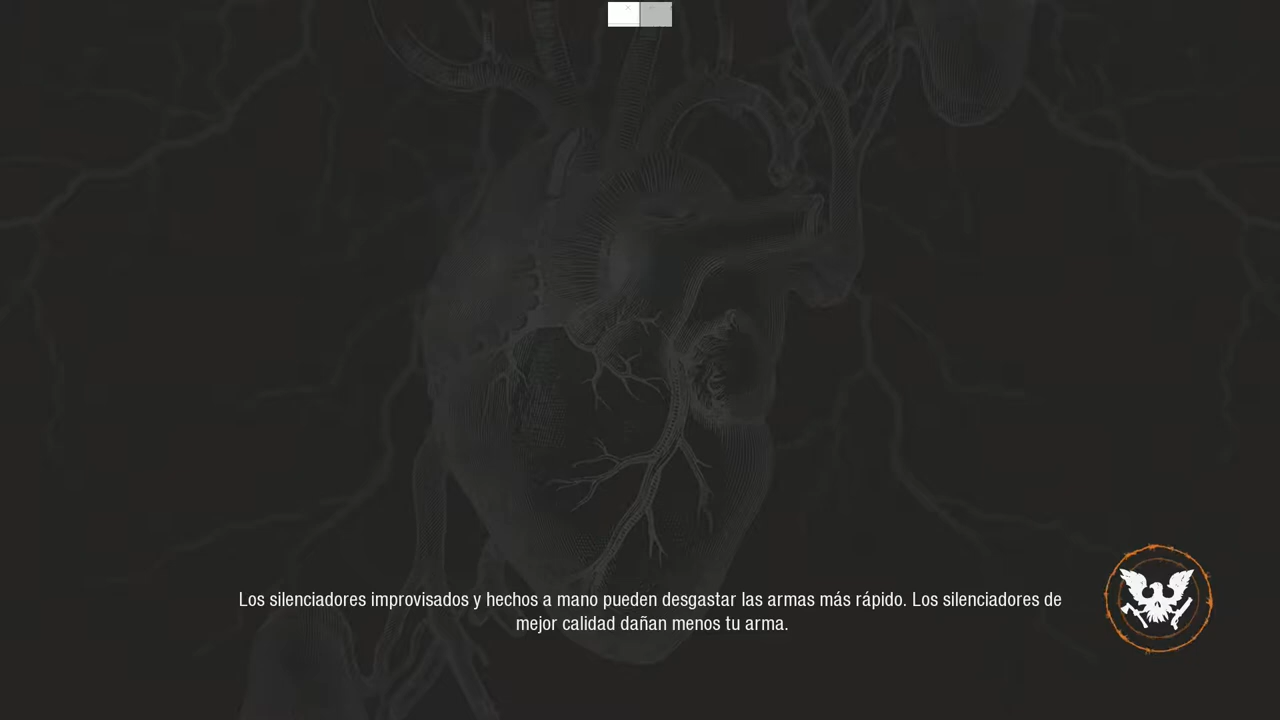 Los silenciadores improvisados y hechos a mano pueden desgastar las armas más rápido. Los silenciadores de
mejor calidad dañan menos tu arma.